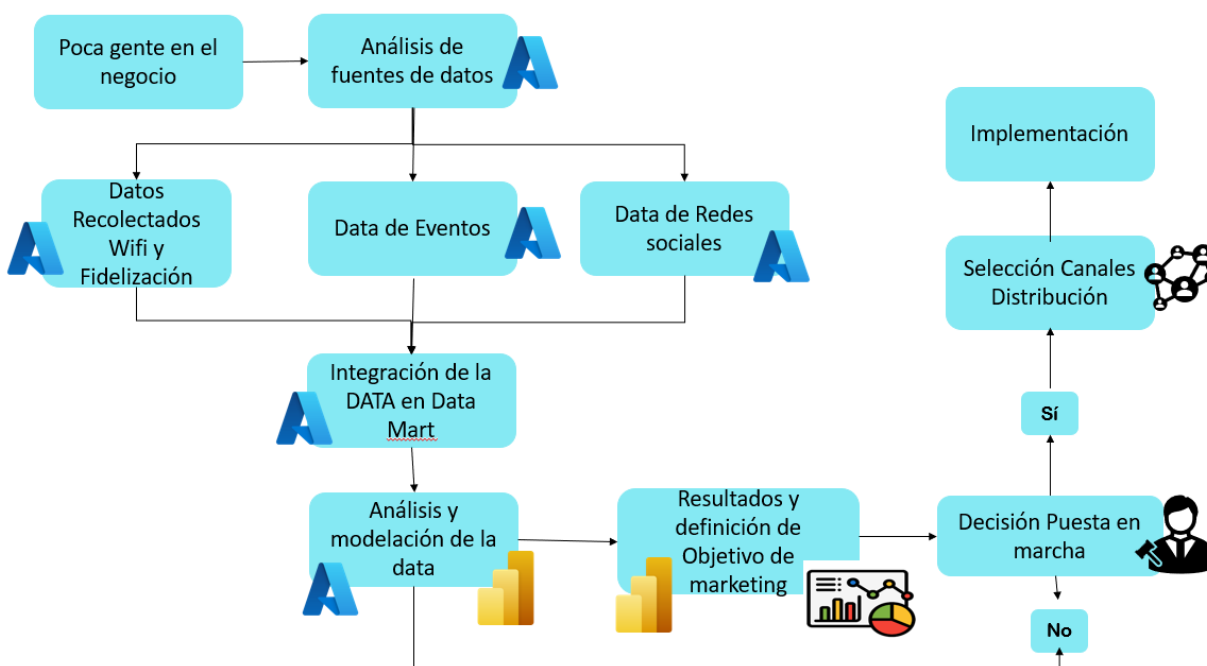 Poca gente en el
negocio
Análisis de
fuentes de datos
Implementación
Datos
Recolectados
Wifi y
Fidelización
Data de Eventos
Data de Redes
sociales
Selección Canales
Distribución
Integración de la
DATA en Data
Mart
Sí
Análisis y
modelación de la
data
Resultados y
definición de
Objetivo de
marketing
Decisión Puesta en
marcha
No